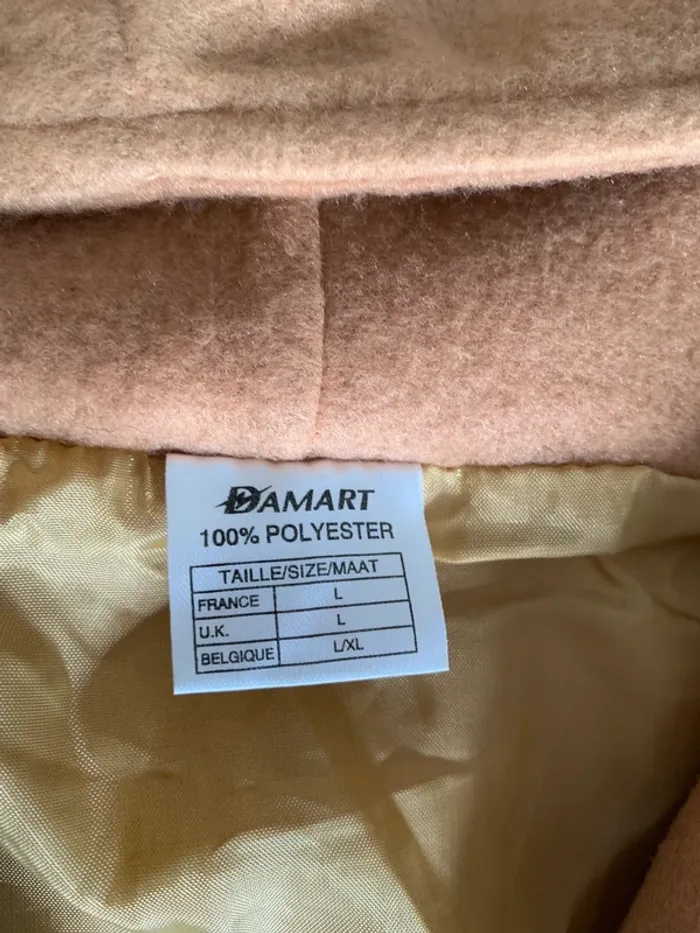 DAMART
100% POLYESTER
TAILLE/SIZE/MAAT
FRANCE L
U.K. L
BELGIQUE L/XL